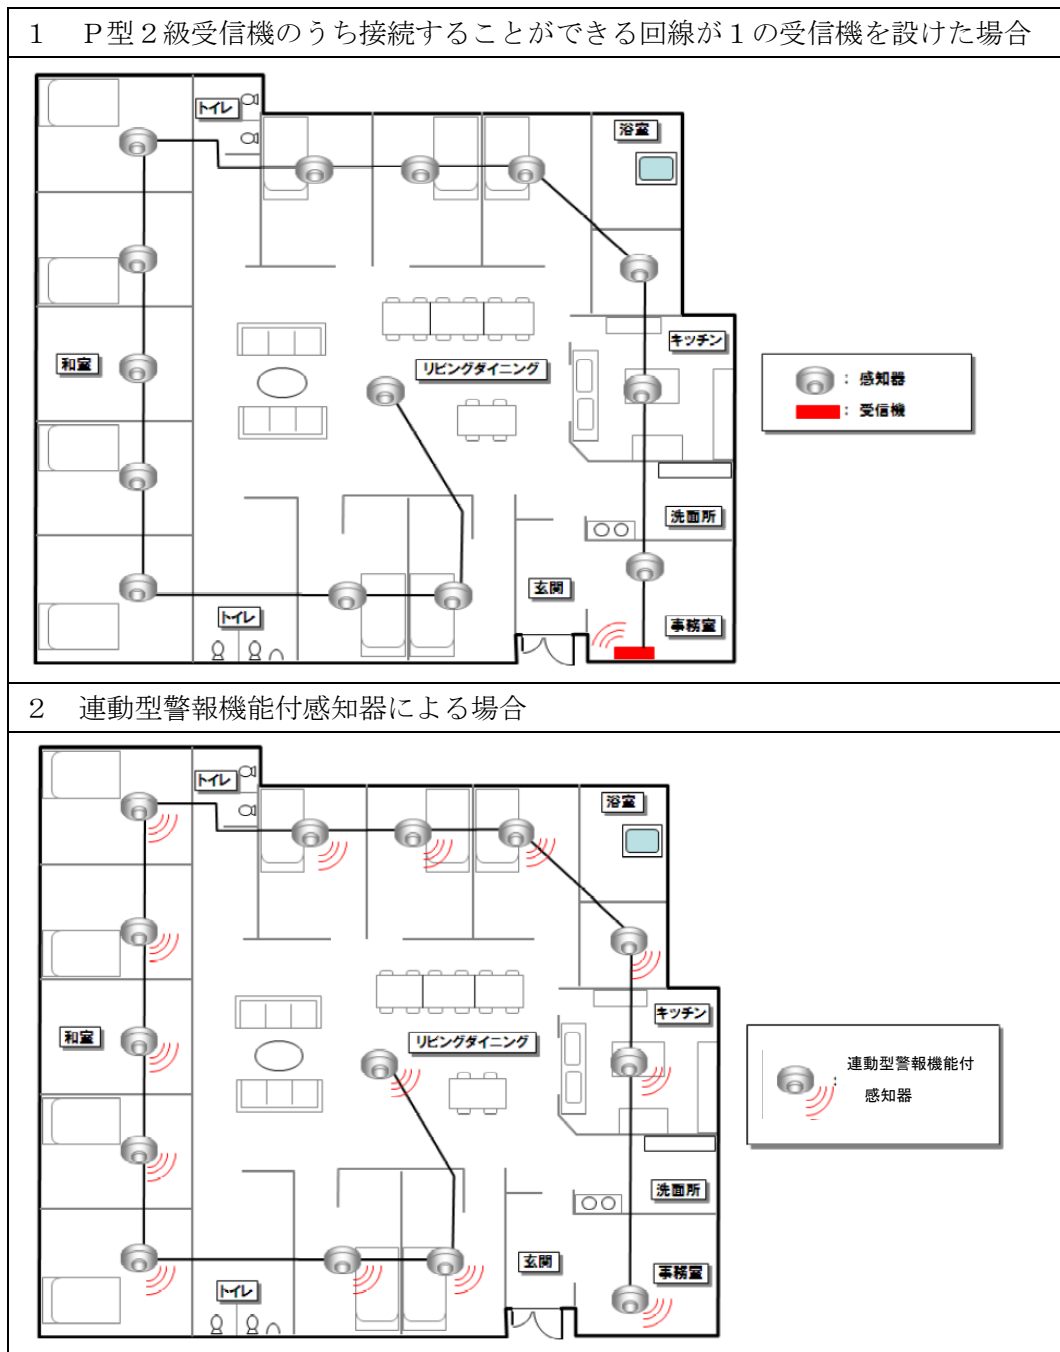 １　Ｐ型２級受信機のうち接続することができる回線が１の受信機を設けた場合
トイレ
浴室
キッチン
和室
リビングダイニング
：感知器
：受信機
洗面所
玄関
トイレ
事務室
２　連動型警報機能付感知器による場合
トイレ
浴室
キッチン
和室
リビングダイニング
：連動型警報機能付
感知器
洗面所
玄関
事務室
トイレ